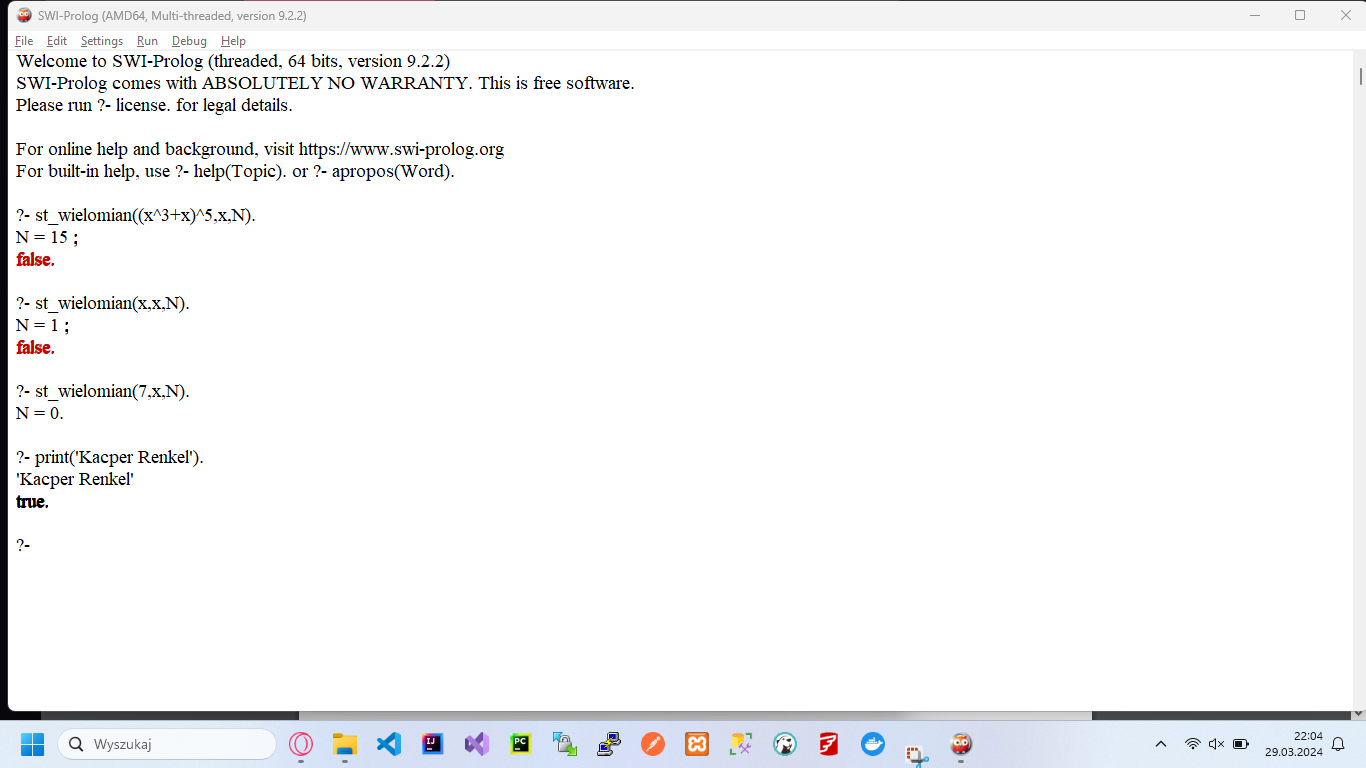 SWI-Prolog (AMD64, Multi-threaded, version 9.2.2)
File Edit Settings Run Debug Help
Welcome to SWI-Prolog (threaded, 64 bits, version 9.2.2)
SWI-Prolog comes with ABSOLUTELY NO WARRANTY. This is free software.
Please run ?- license. for legal details.
For online help and background, visit https://www.swi-prolog.org
For built-in help, use ?- help(Topic). or ?- apropos(Word).
?- st_wielomian((x^3+x)^5,x,N).
N = 15 ;
false.
?- st_wielomian(x,x,N).
N = 1 ;
false.
?- st_wielomian(7,x,N).
N = 0.
?- print('Kacper Renkel').
'Kacper Renkel'
true.
?-
Wyszukaj
IJ
PC
22:04
29.03.2024